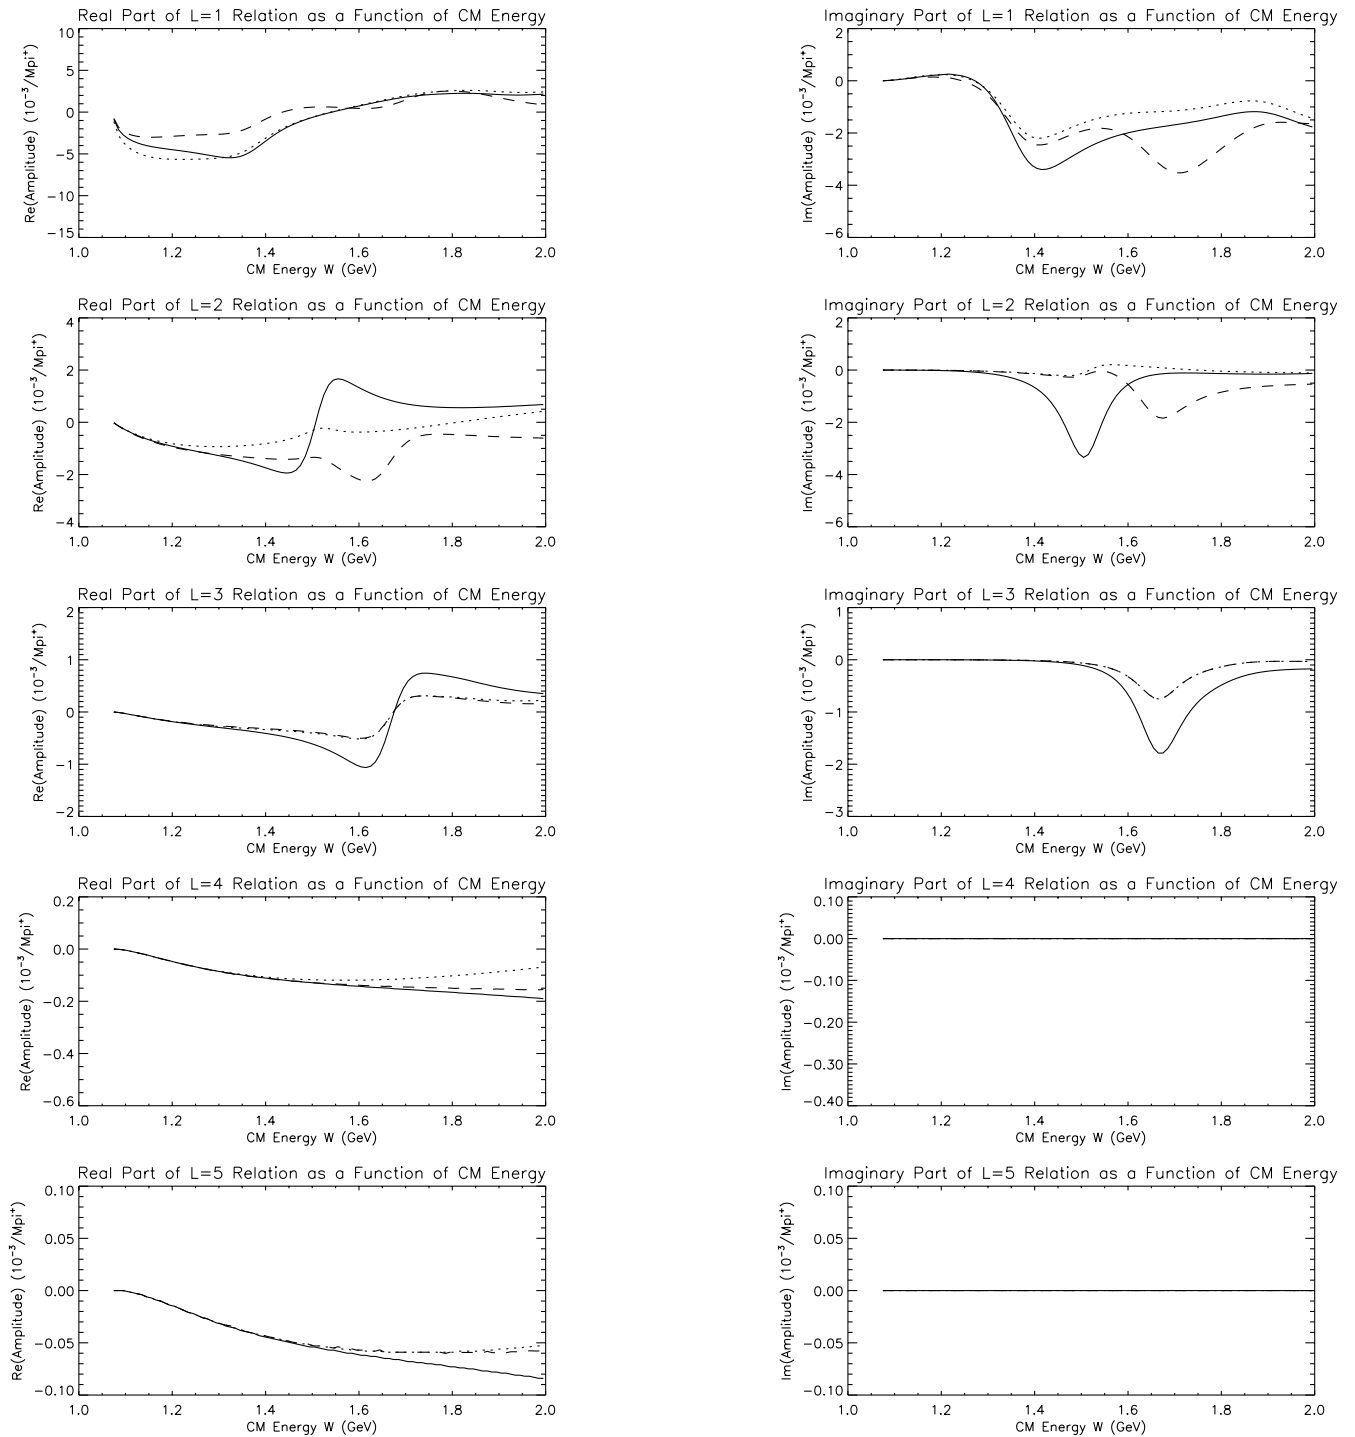 Real Part of L=1 Relation as a Function of CM Energy
Re(Amplitude) (10⁻³/Mpi⁺)
10
5
0
−5
−10
−15
1.0 1.2 1.4 1.6 1.8 2.0
CM Energy W (GeV)
Imaginary Part of L=1 Relation as a Function of CM Energy
Im(Amplitude) (10⁻³/Mpi⁺)
2
0
−2
−4
−6
1.0 1.2 1.4 1.6 1.8 2.0
CM Energy W (GeV)
Real Part of L=2 Relation as a Function of CM Energy
Re(Amplitude) (10⁻³/Mpi⁺)
4
2
0
−2
−4
1.0 1.2 1.4 1.6 1.8 2.0
CM Energy W (GeV)
Imaginary Part of L=2 Relation as a Function of CM Energy
Im(Amplitude) (10⁻³/Mpi⁺)
2
0
−2
−4
−6
1.0 1.2 1.4 1.6 1.8 2.0
CM Energy W (GeV)
Real Part of L=3 Relation as a Function of CM Energy
Re(Amplitude) (10⁻³/Mpi⁺)
2
1
0
−1
−2
1.0 1.2 1.4 1.6 1.8 2.0
CM Energy W (GeV)
Imaginary Part of L=3 Relation as a Function of CM Energy
Im(Amplitude) (10⁻³/Mpi⁺)
1
0
−1
−2
−3
1.0 1.2 1.4 1.6 1.8 2.0
CM Energy W (GeV)
Real Part of L=4 Relation as a Function of CM Energy
Re(Amplitude) (10⁻³/Mpi⁺)
0.2
0.0
−0.2
−0.4
−0.6
1.0 1.2 1.4 1.6 1.8 2.0
CM Energy W (GeV)
Imaginary Part of L=4 Relation as a Function of CM Energy
Im(Amplitude) (10⁻³/Mpi⁺)
0.10
0.00
−0.10
−0.20
−0.30
−0.40
1.0 1.2 1.4 1.6 1.8 2.0
CM Energy W (GeV)
Real Part of L=5 Relation as a Function of CM Energy
Re(Amplitude) (10⁻³/Mpi⁺)
0.10
0.05
0.00
−0.05
−0.10
1.0 1.2 1.4 1.6 1.8 2.0
CM Energy W (GeV)
Imaginary Part of L=5 Relation as a Function of CM Energy
Im(Amplitude) (10⁻³/Mpi⁺)
0.10
0.05
0.00
−0.05
−0.10
1.0 1.2 1.4 1.6 1.8 2.0
CM Energy W (GeV)